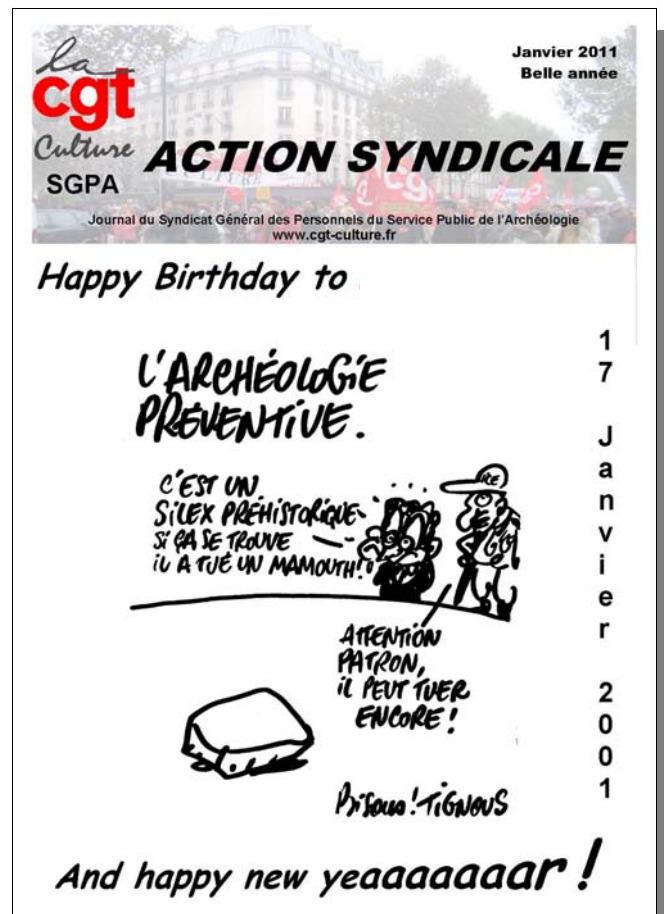 la
cgt
Culture
SGPA
Janvier 2011
Belle année
ACTION SYNDICALE
Journal du Syndicat Général des Personnels du Service Public de l'Archéologie
www.cgt-culture.fr
Happy Birthday to
17 Janvier 2001
L'ARCHÉOLOGIE
PRÉVENTIVE.
C'EST UN
SILEX PRÉHISTORIQUE
SI ÇA SE TROUVE
IL A TUÉ UN MAMOUTH!
...
RE
ATTENTION
PATRON,
IL PEUT TUER
ENCORE !
Bisous ! TIGNOUS
And happy new yeaaaaaaar !